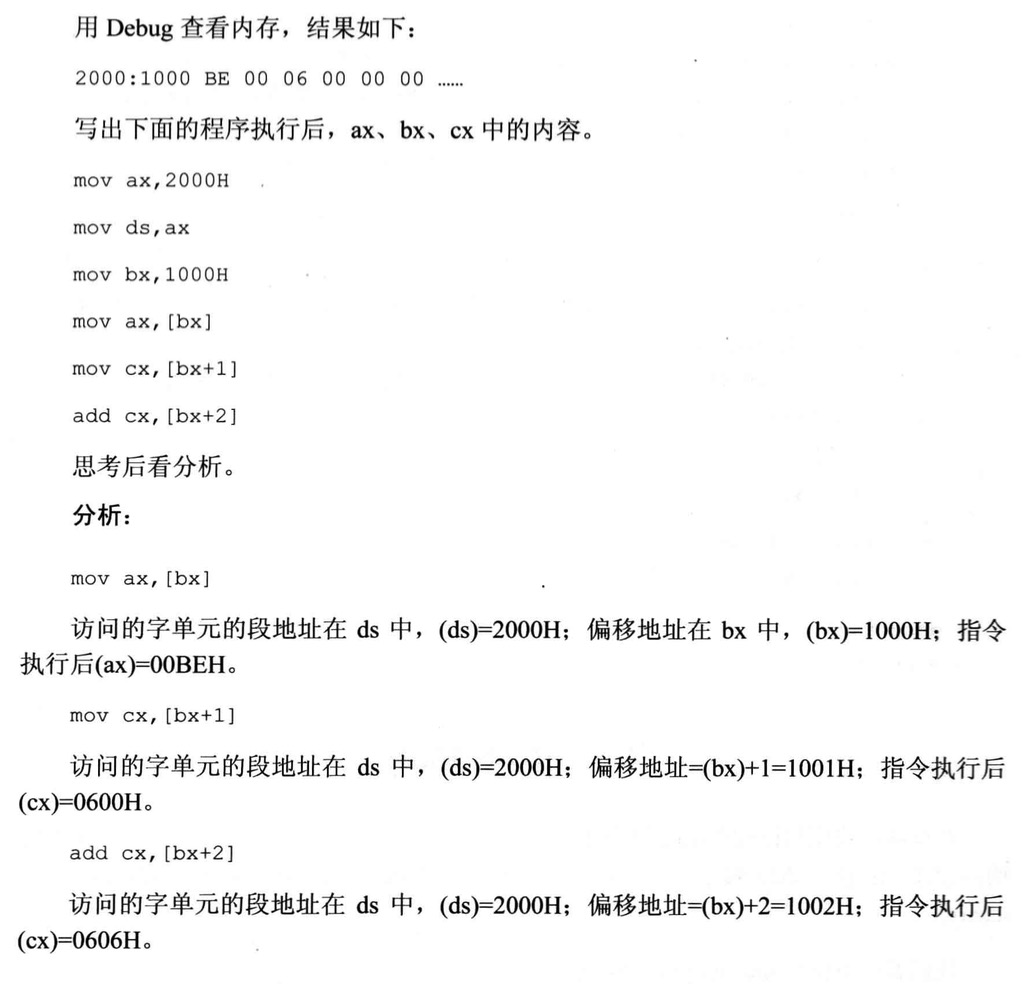 用 Debug 查看内存，结果如下：
2000:1000 BE 00 06 00 00 00 ……
写出下面的程序执行后，ax、bx、cx 中的内容。
mov ax,2000H
mov ds,ax
mov bx,1000H
mov ax,[bx]
mov cx,[bx+1]
add cx,[bx+2]
思考后看分析。
分析：
mov ax,[bx]
访问的字单元的段地址在 ds 中，(ds)=2000H；偏移地址在 bx 中，(bx)=1000H；指令
执行后(ax)=00BEH。
mov cx,[bx+1]
访问的字单元的段地址在 ds 中，(ds)=2000H；偏移地址=(bx)+1=1001H；指令执行后
(cx)=0600H。
add cx,[bx+2]
访问的字单元的段地址在 ds 中，(ds)=2000H；偏移地址=(bx)+2=1002H；指令执行后
(cx)=0606H。